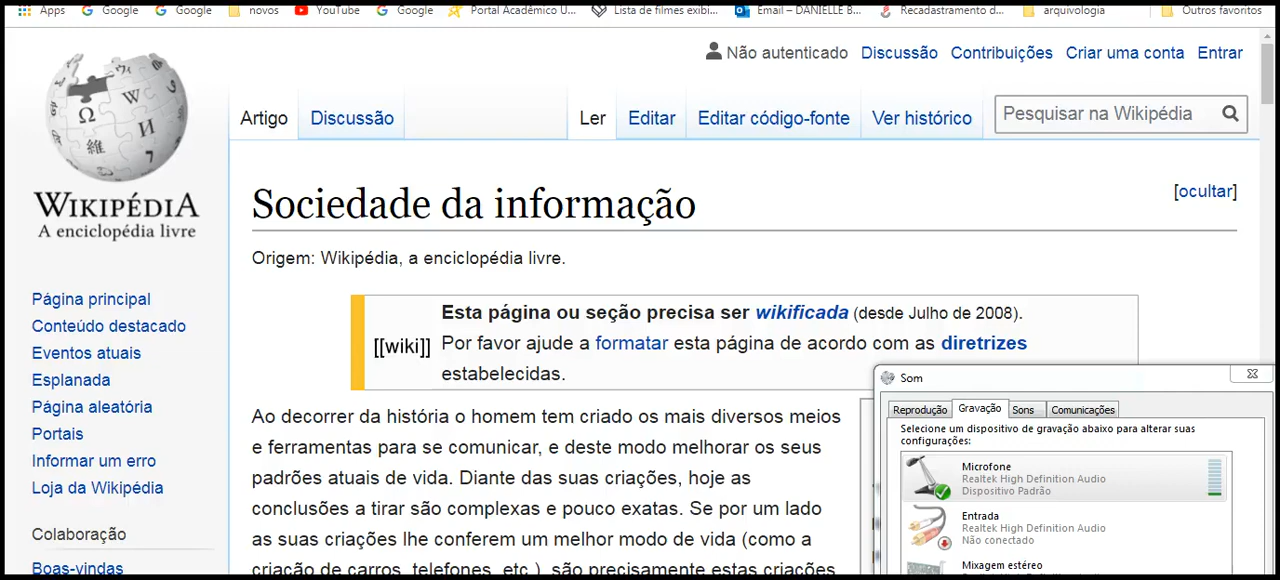 Apps Google Google novos YouTube Google Portal Acadêmico U... Lista de filmes exibi... Email – DANIELLE B... Recadastramento d... arquivologia Outros favoritos
Não autenticado Discussão Contribuições Criar uma conta Entrar
Artigo Discussão Ler Editar Editar código-fonte Ver histórico Pesquisar na Wikipédia
WIKIPÉDIA
A enciclopédia livre
Sociedade da informação
[ocultar]
Origem: Wikipédia, a enciclopédia livre.
Esta página ou seção precisa ser wikificada (desde Julho de 2008).
[[wiki]] Por favor ajude a formatar esta página de acordo com as diretrizes
estabelecidas.
Página principal
Conteúdo destacado
Eventos atuais
Esplanada
Página aleatória
Portais
Informar um erro
Loja da Wikipédia
Colaboração
Boas-vindas
Ao decorrer da história o homem tem criado os mais diversos meios
e ferramentas para se comunicar, e deste modo melhorar os seus
padrões atuais de vida. Diante das suas criações, hoje as
conclusões a tirar são complexas e pouco exatas. Se por um lado
as suas criações lhe conferem um melhor modo de vida (como a
criação de carros, telefones, etc.), são precisamente estas criações
Som
Reprodução Gravação Sons Comunicações
Selecione um dispositivo de gravação abaixo para alterar suas
configurações:
Microfone
Realtek High Definition Audio
Dispositivo Padrão
Entrada
Realtek High Definition Audio
Não conectado
Mixagem estéreo